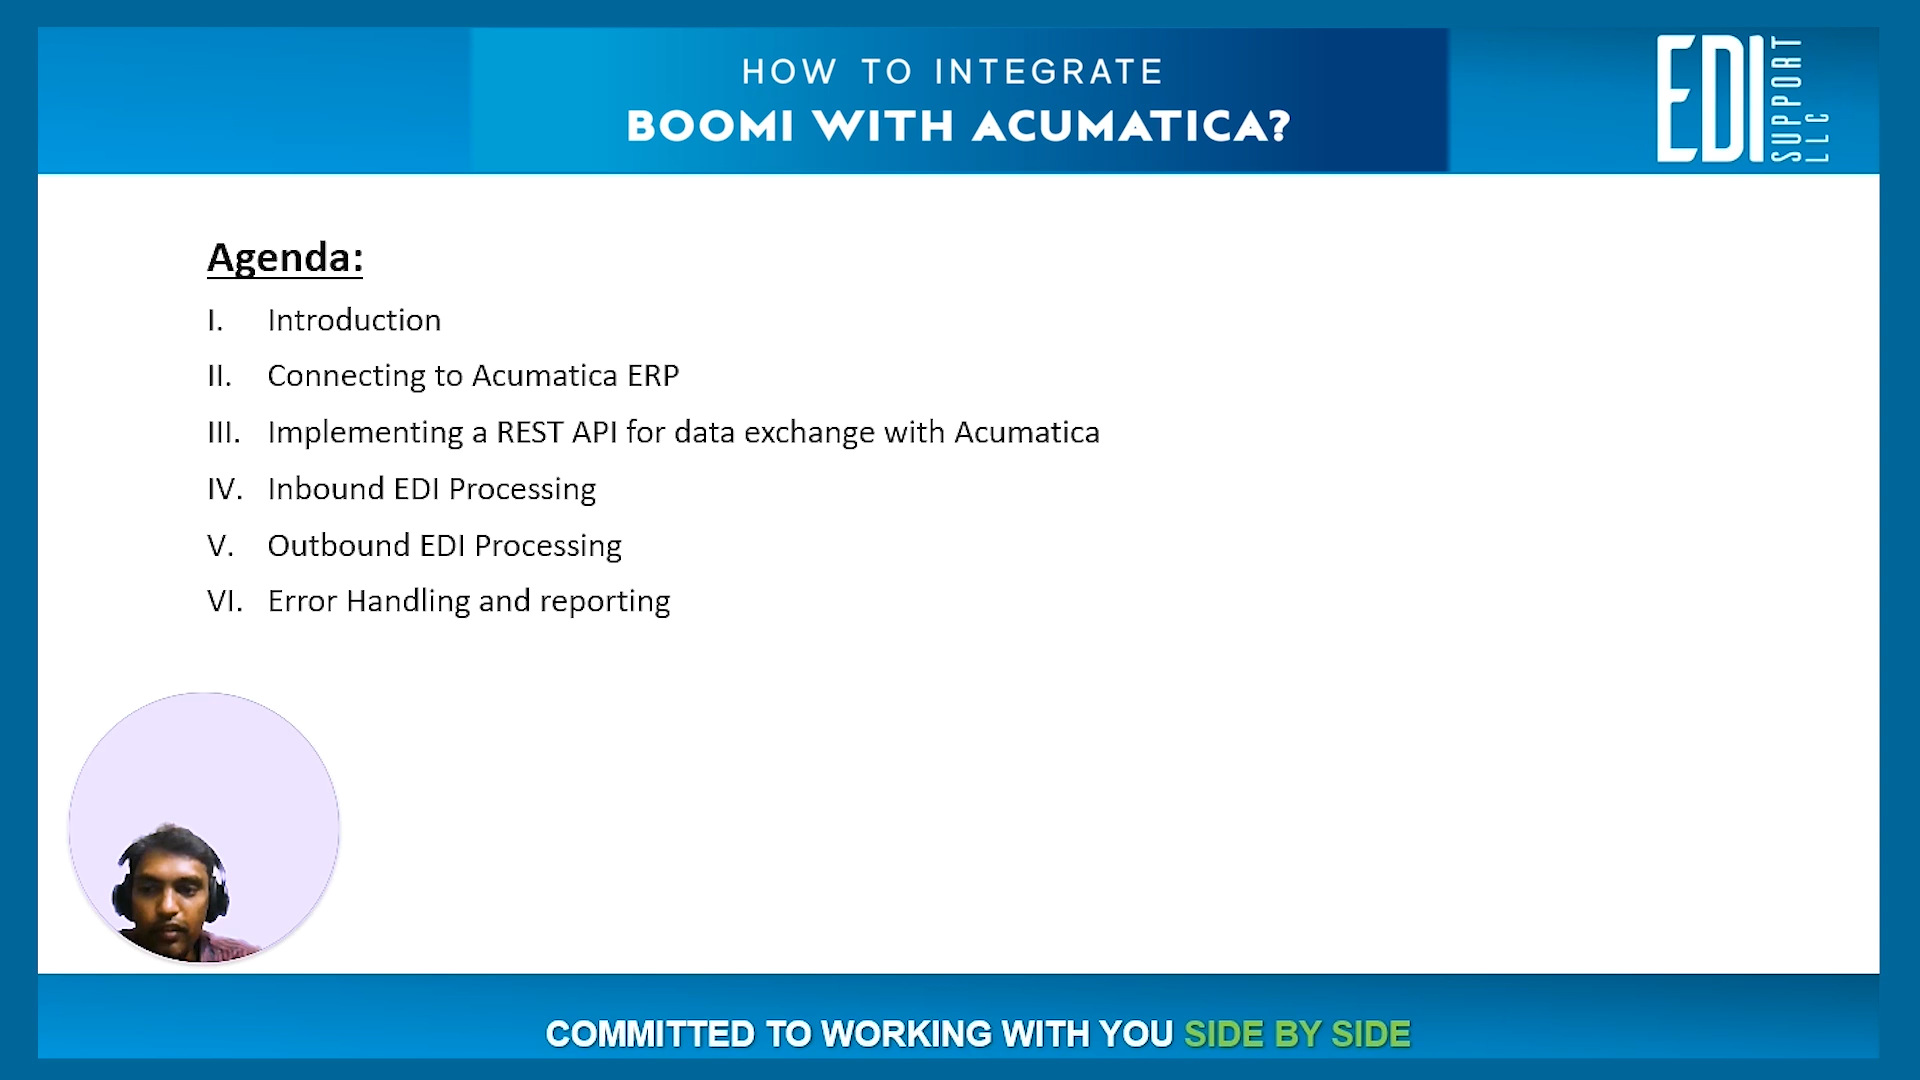 HOW TO INTEGRATE
BOOMI WITH ACUMATICA?
EDI
SUPPORT
LLC
Agenda:
I. Introduction
II. Connecting to Acumatica ERP
III. Implementing a REST API for data exchange with Acumatica
IV. Inbound EDI Processing
V. Outbound EDI Processing
VI. Error Handling and reporting
COMMITTED TO WORKING WITH YOU SIDE BY SIDE